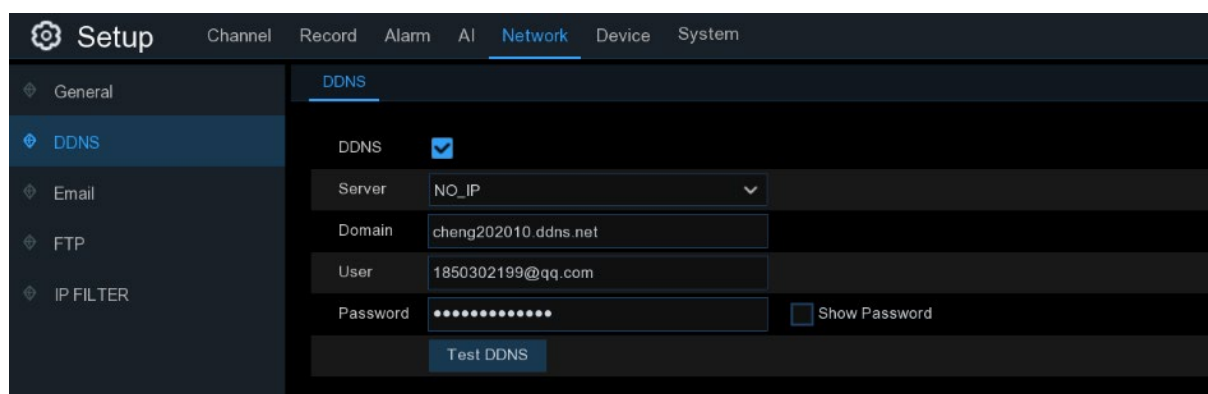 Setup Channel Record Alarm AI Network Device System
General
DDNS
Email
FTP
IP FILTER
DDNS
DDNS
Server NO_IP
Domain cheng202010.ddns.net
User 1850302199@qq.com
Password ••••••••••••• Show Password
Test DDNS